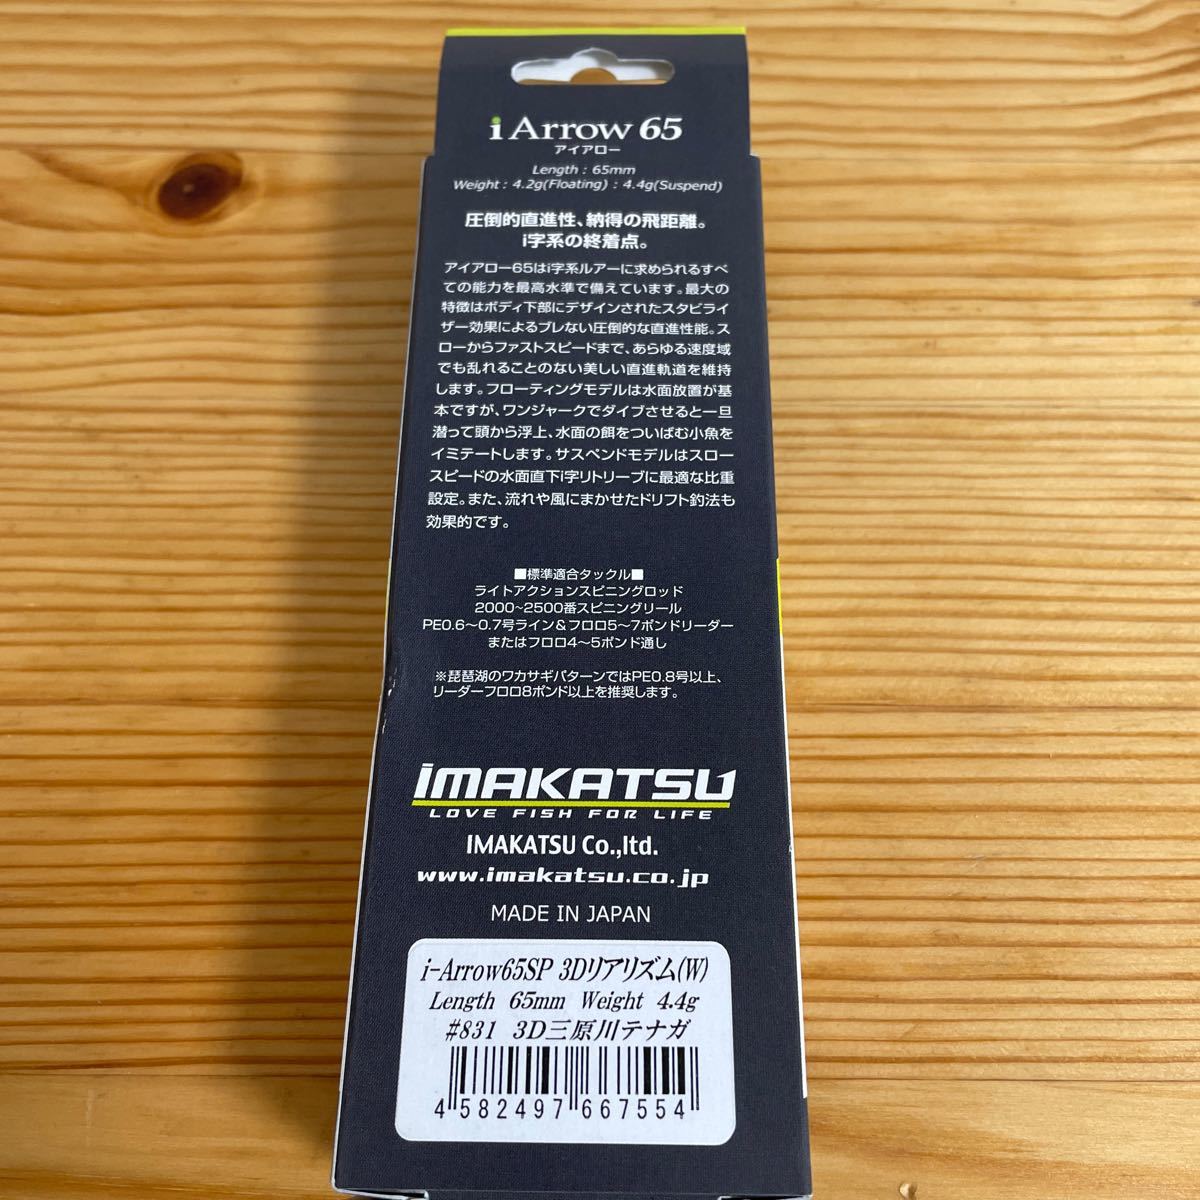 i Arrow 65
アイアロー
Length : 65mm
Weight : 4.2g(Floating) : 4.4g(Suspend)
圧倒的直進性、納得の飛距離。
i字系の終着点。
アイアロー65はi字系ルアーに求められるすべ
ての能力を最高水準で備えています。最大の
特徴はボディ下部にデザインされたスタビライ
ザー効果によるブレない圧倒的な直進性能。ス
ローからファストスピードまで、あらゆる速度域
でも乱れることのない美しい直進軌道を維持
します。フローティングモデルは水面放置が基
本ですが、ワンジャークでダイブさせると一旦
潜って頭から浮上、水面の餌をついばむ小魚を
イミテートします。サスペンドモデルはスロー
スピードの水面直下i字リトリーブに最適な比重
設定。また、流れや風にまかせたドリフト釣法も
効果的です。
■標準適合タックル■
ライトアクションスピニングロッド
2000~2500番スピニングリール
PE0.6〜0.7号ライン＆フロロ5〜7ポンドリーダー
またはフロロ4〜5ポンド通し
※琵琶湖のワカサギパターンではPE0.8号以上、
リーダーフロロ8ポンド以上を推奨します。
iMAKATSU
LOVE FISH FOR LIFE
IMAKATSU Co.,ltd.
www.imakatsu.co.jp
MADE IN JAPAN
i-Arrow65SP 3Dリアリズム(W)
Length 65mm Weight 4.4g
#831 3D三原川テナガ
4 582497 667554